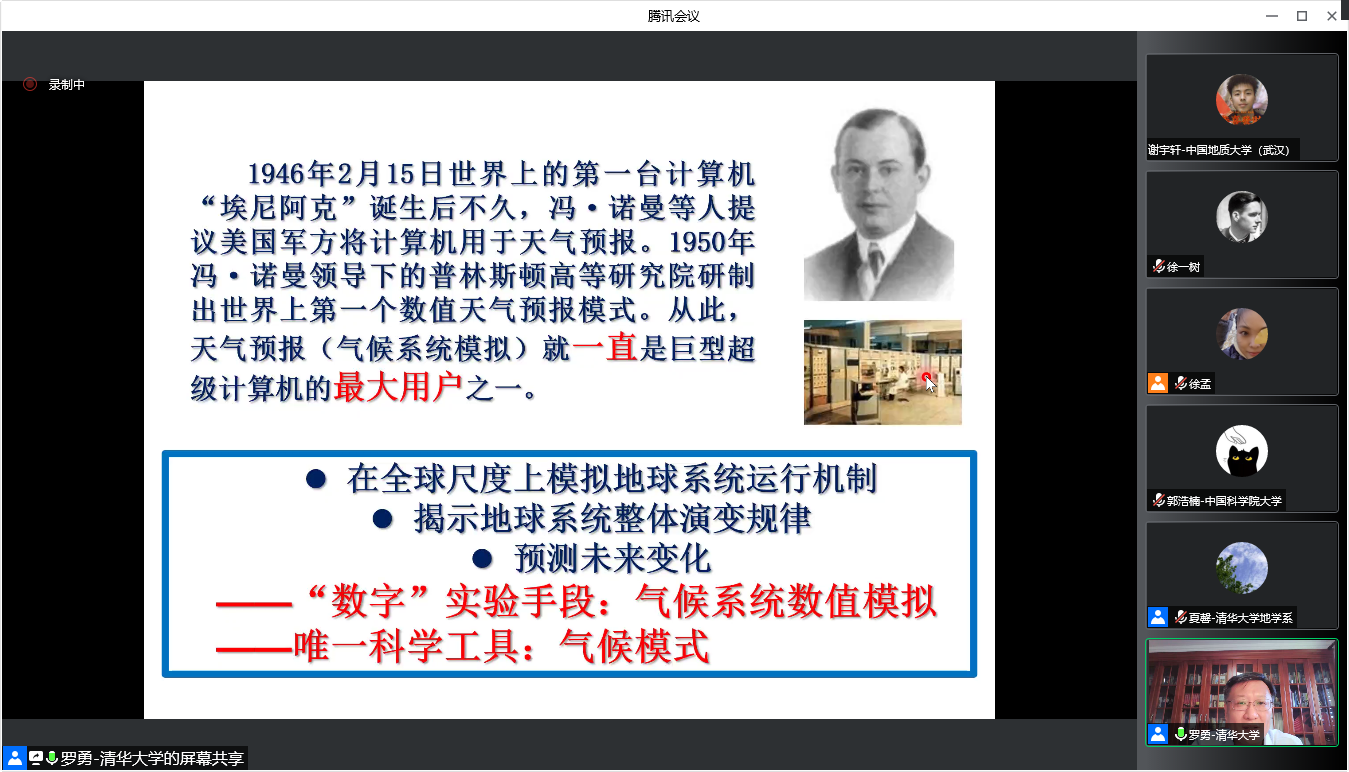 腾讯会议
录制中
1946年2月15日世界上的第一台计算机
“埃尼阿克”诞生后不久，冯·诺曼等人提
议美国军方将计算机用于天气预报。1950年
冯·诺曼领导下的普林斯顿高等研究院研制
出世界上第一个数值天气预报模式。从此，
天气预报（气候系统模拟）就一直是巨型超
级计算机的最大用户之一。
● 在全球尺度上模拟地球系统运行机制
● 揭示地球系统整体演变规律
● 预测未来变化
——“数字”实验手段：气候系统数值模拟
——唯一科学工具：气候模式
罗勇-清华大学的屏幕共享
谢宇轩-中国地质大学（武汉）
徐一树
徐孟
郭浩楠-中国科学院大学
夏馨-清华大学地学系
罗勇-清华大学